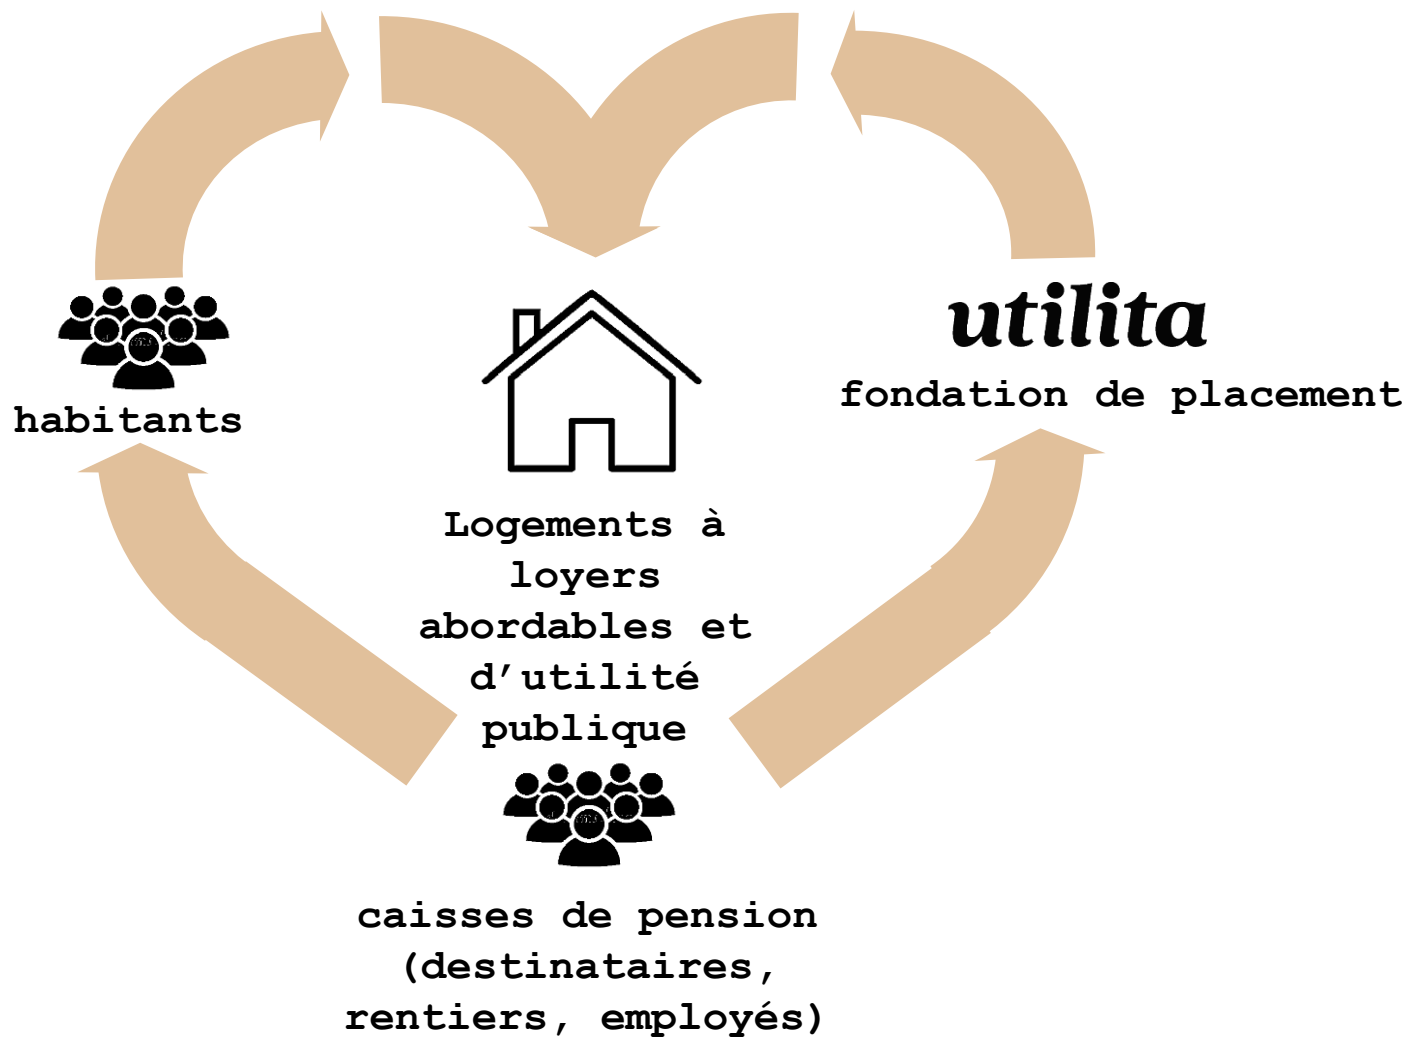 utilita
fondation de placement
habitants
Logements à
loyers
abordables et
d’utilité
publique
caisses de pension
(destinataires,
rentiers, employés)